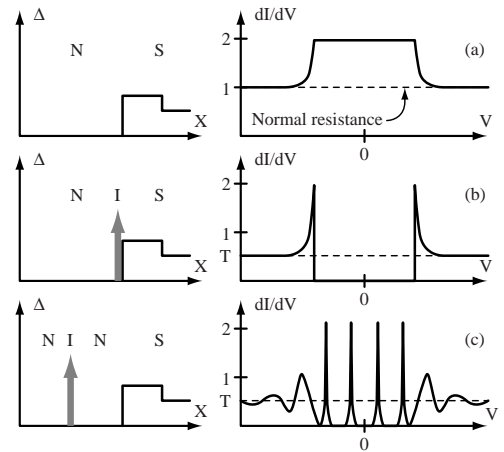 Δ
N S
X
dI/dV
2
1
(a)
Normal resistance
V
0
Δ
N I S
X
dI/dV
2
1
T
(b)
V
0
Δ
N I N S
X
dI/dV
2
1
T
(c)
V
0